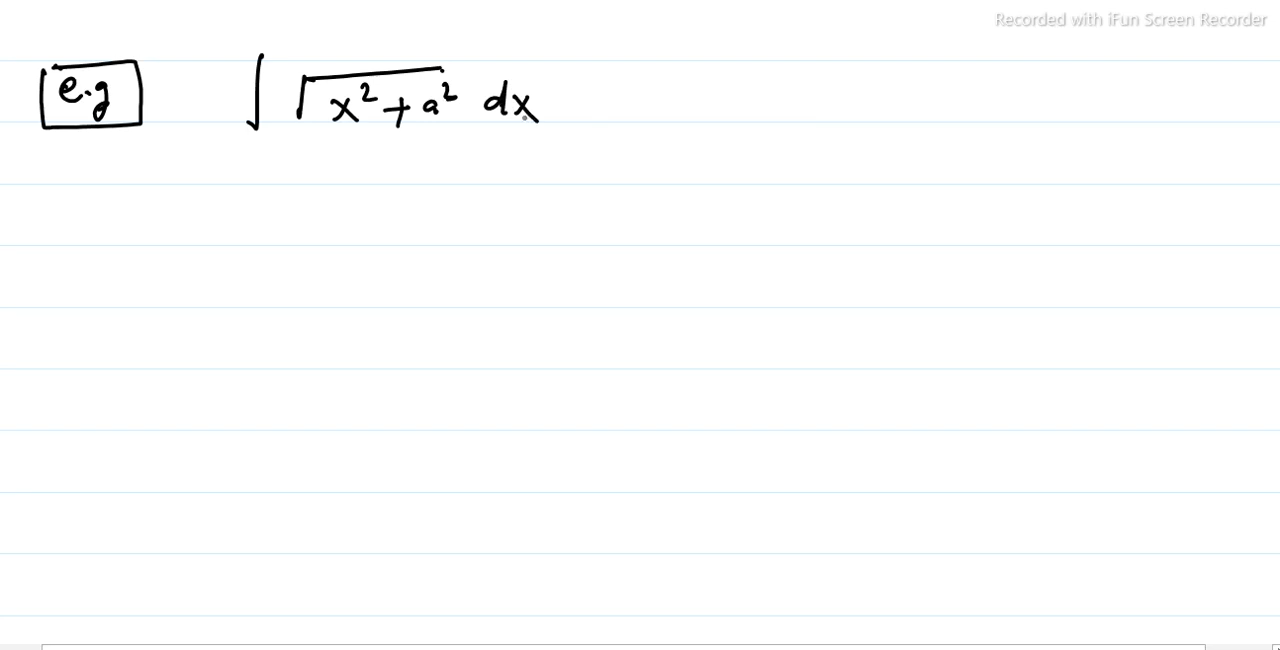 Recorded with iFun Screen Recorder
e.g ∫ √x²+a² dx